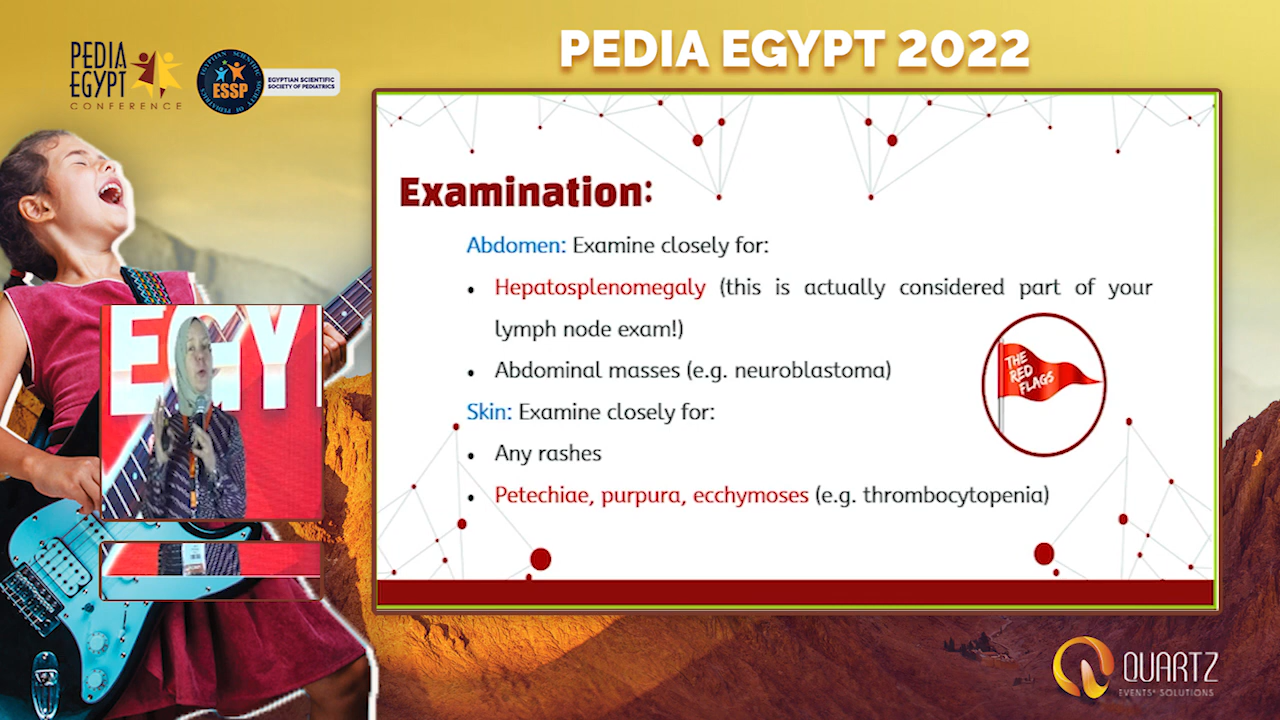 PEDIA
EGYPT
CONFERENCE
ESSP
EGYPTIAN SCIENTIFIC
SOCIETY OF PEDIATRICS
PEDIA EGYPT 2022
Examination:
Abdomen: Examine closely for:
• Hepatosplenomegaly (this is actually considered part of your
lymph node exam!)
• Abdominal masses (e.g. neuroblastoma)
THE
RED
FLAGS
Skin: Examine closely for:
• Any rashes
• Petechiae, purpura, ecchymoses (e.g. thrombocytopenia)
EGY
QUARTZ
EVENTS' SOLUTIONS